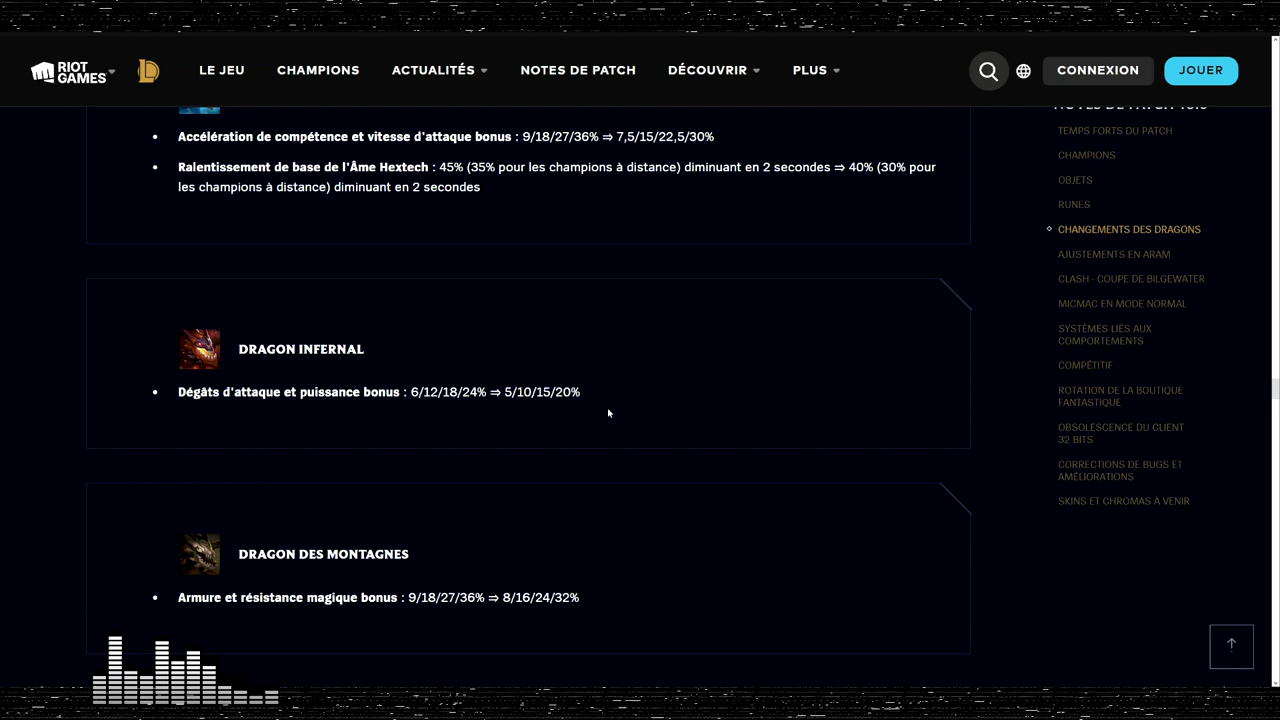 RIOT GAMES
LE JEU
CHAMPIONS
ACTUALITÉS
NOTES DE PATCH
DÉCOUVRIR
PLUS
CONNEXION
JOUER
• Accélération de compétence et vitesse d'attaque bonus : 9/18/27/36% ⇒ 7,5/15/22,5/30%
• Ralentissement de base de l'Âme Hextech : 45% (35% pour les champions à distance) diminuant en 2 secondes ⇒ 40% (30% pour
les champions à distance) diminuant en 2 secondes
DRAGON INFERNAL
• Dégâts d'attaque et puissance bonus : 6/12/18/24% ⇒ 5/10/15/20%
DRAGON DES MONTAGNES
• Armure et résistance magique bonus : 9/18/27/36% ⇒ 8/16/24/32%
NOTES DE PATCH
TEMPS FORTS DU PATCH
CHAMPIONS
OBJETS
RUNES
CHANGEMENTS DES DRAGONS
AJUSTEMENTS EN ARAM
CLASH - COUPE DE BILGEWATER
MICMAC EN MODE NORMAL
SYSTÈMES LIÉS AUX
COMPORTEMENTS
COMPÉTITIF
ROTATION DE LA BOUTIQUE
FANTASTIQUE
OBSOLESCENCE DU CLIENT
32 BITS
CORRECTIONS DE BUGS ET
AMÉLIORATIONS
SKINS ET CHROMAS À VENIR